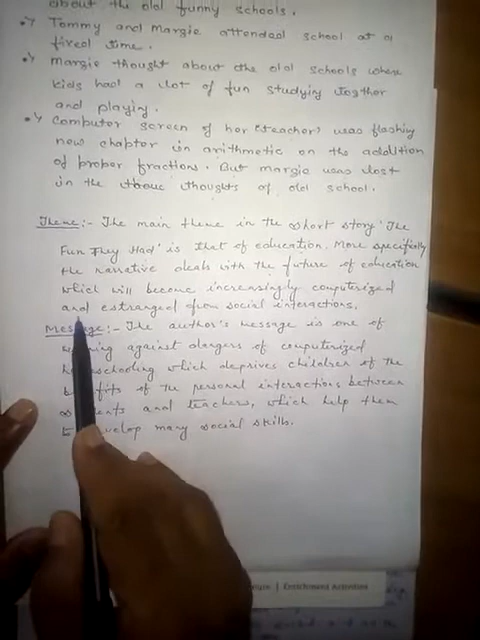 about the old funny schools.
• Tommy and Margie attended school at a
fixed time.
• Margie thought about the old schools where
kids had a lot of fun studying together
and playing.
• Computer screen of her 'teacher' was flashing
new chapter in arithmetic on the addition
of proper fractions. But Margie was lost
in the thoughts of old school.
Theme:- The main theme in the short story 'The
Fun They Had' is that of education. More specifically
the narrative deals with the future of education
which will become increasingly computerized
and estranged from social interactions.
Message:- The author's message is one of
against dangers of computerized
schooling which deprives children of the
of the personal interactions between
and teachers, which help them
many social skills.
Enrichment Activities